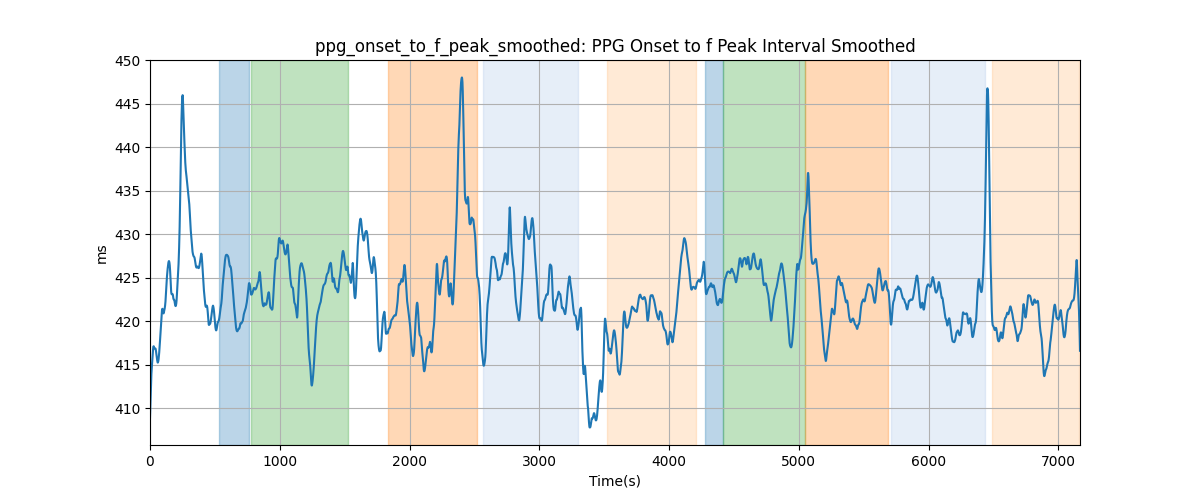 ppg_onset_to_f_peak_smoothed: PPG Onset to f Peak Interval Smoothed
450
445
440
435
430
425
420
415
410
ms
0 1000 2000 3000 4000 5000 6000 7000
Time(s)